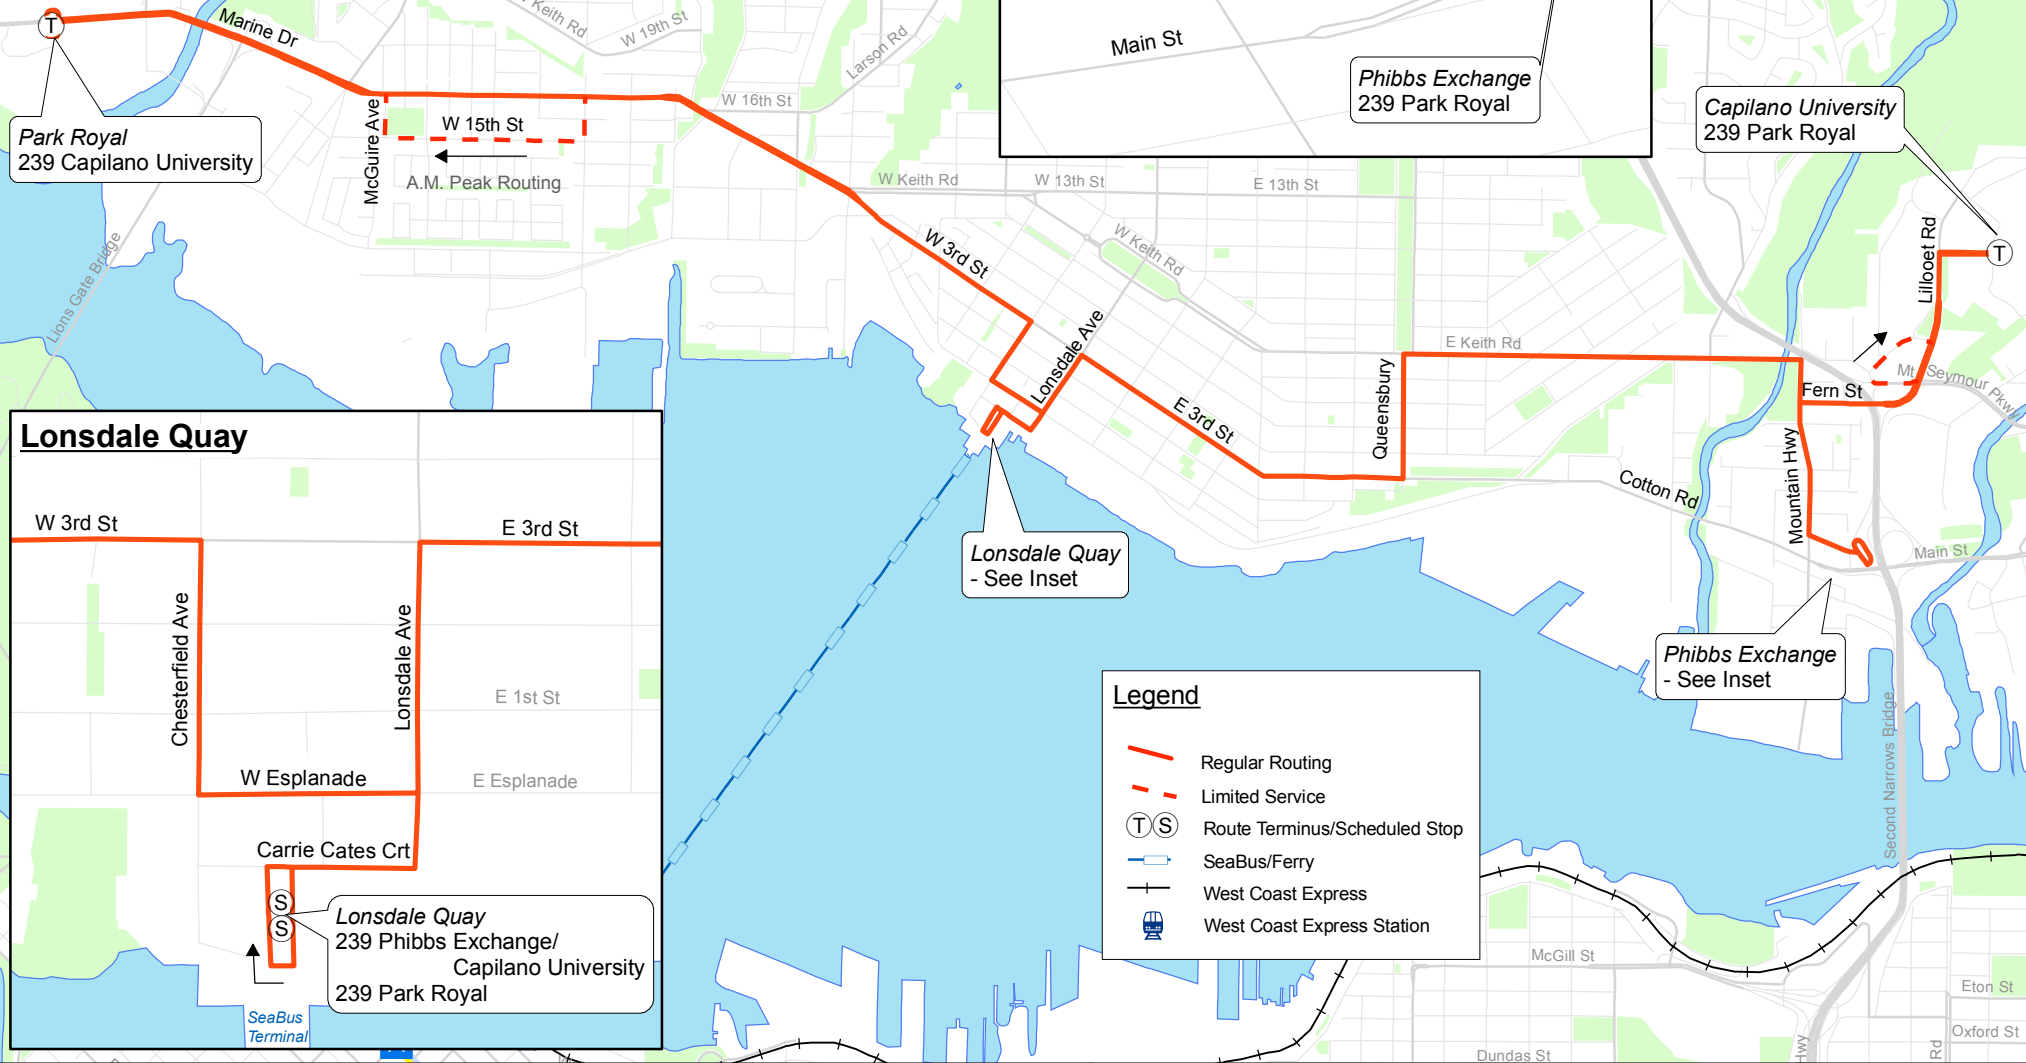 T
Marine Dr
W Keith Rd
W 19th St
Larson Rd
Main St
Phibbs Exchange
239 Park Royal
Capilano University
239 Park Royal
Park Royal
239 Capilano University
McGuire Ave
W 15th St
W 16th St
A.M. Peak Routing
W Keith Rd
W 13th St
E 13th St
Lions Gate Bridge
W 3rd St
W Keith Rd
Lonsdale Ave
E 3rd St
Queensbury
E Keith Rd
Lillooet Rd
T
Mt. Seymour Pkwy
Fern St
Mountain Hwy
Cotton Rd
Main St
Lonsdale Quay
- See Inset
Phibbs Exchange
- See Inset
Second Narrows Bridge
Lonsdale Quay
W 3rd St
E 3rd St
Chesterfield Ave
Lonsdale Ave
E 1st St
W Esplanade
E Esplanade
Carrie Cates Crt
S
S
Lonsdale Quay
239 Phibbs Exchange/
Capilano University
239 Park Royal
SeaBus
Terminal
Legend
Regular Routing
Limited Service
T S Route Terminus/Scheduled Stop
SeaBus/Ferry
West Coast Express
West Coast Express Station
McGill St
Eton St
Oxford St
Dundas St
Hwy
Rd